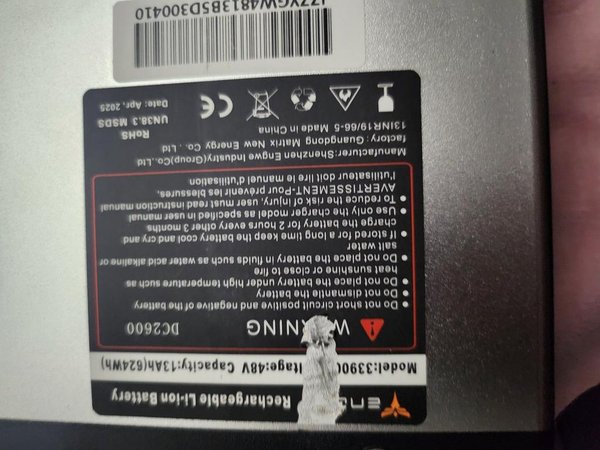 Rechargeable Li-ion Battery
Model:3390 ltage:48V Capacity:13Ah(624Wh)
WARNING DC2600
● Do not short circuit positive and negative of the battery
● Do not dismantle the battery
● Do not place the battery under high temperature such as
heat sunshine or close to fire
● Do not place the battery in fluids such as water acid or alkaline
salt water
● If stored for a long time keep the battery cool and cry and
charge the battery for 2 hours every other 3 months
● Use only the charger model as specified in user manual
● To reduce the risk of injury, user must read instruction manual
AVERTISSEMENT-Pour prévenir les blessures,
l'utilisateur doit lire le manuel d'utilisation
Manufacturer:Shenzhen Engwe Industry(Group)Co.Ltd
factory: Guangdong Matrix New Energy Co . , Ltd
13INR19/66-5 Made in China
CE
RoHS
UN38.3 MSDS
Date: Apr, 2025
IZZXGW4813B5D300410